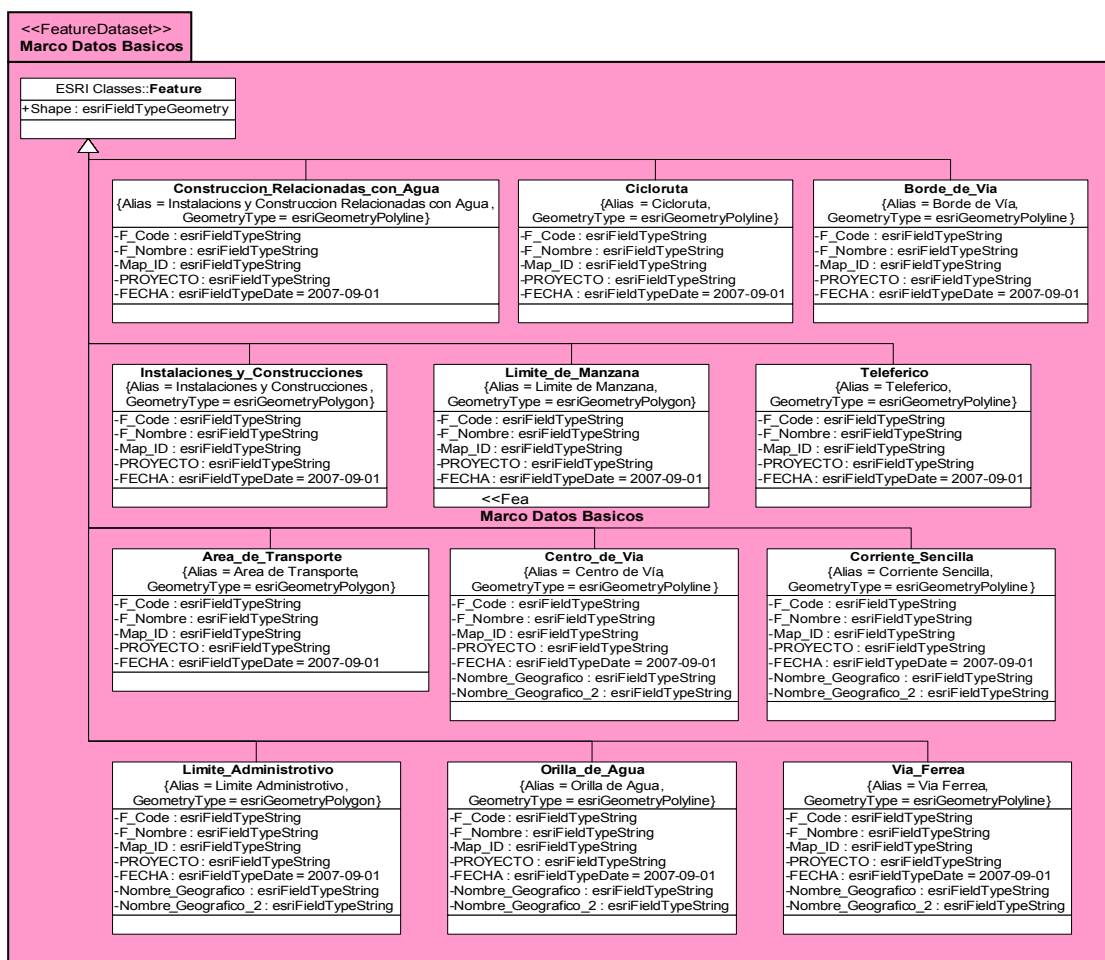 <<FeatureDataset>>
Marco Datos Basicos
ESRI Classes::Feature
+Shape : esriFieldTypeGeometry
Construccion_Relacionadas_con_Agua
{Alias = Instalacions y Construccion Relacionadas con Agua,
GeometryType = esriGeometryPolyline}
-F_Code : esriFieldTypeString
-F_Nombre : esriFieldTypeString
-Map_ID : esriFieldTypeString
-PROYECTO : esriFieldTypeString
-FECHA : esriFieldTypeDate = 2007-09-01
Cicloruta
{Alias = Cicloruta,
GeometryType = esriGeometryPolyline}
-F_Code : esriFieldTypeString
-F_Nombre : esriFieldTypeString
-Map_ID : esriFieldTypeString
-PROYECTO : esriFieldTypeString
-FECHA : esriFieldTypeDate = 2007-09-01
Borde_de_Via
{Alias = Borde de Vía,
GeometryType = esriGeometryPolyline}
-F_Code : esriFieldTypeString
-F_Nombre : esriFieldTypeString
-Map_ID : esriFieldTypeString
-PROYECTO : esriFieldTypeString
-FECHA : esriFieldTypeDate = 2007-09-01
Instalaciones_y_Construcciones
{Alias = Instalaciones y Construcciones,
GeometryType = esriGeometryPolygon}
-F_Code : esriFieldTypeString
-F_Nombre : esriFieldTypeString
-Map_ID : esriFieldTypeString
-PROYECTO : esriFieldTypeString
-FECHA : esriFieldTypeDate = 2007-09-01
Limite_de_Manzana
{Alias = Limite de Manzana,
GeometryType = esriGeometryPolygon}
-F_Code : esriFieldTypeString
-F_Nombre : esriFieldTypeString
-Map_ID : esriFieldTypeString
-PROYECTO : esriFieldTypeString
-FECHA : esriFieldTypeDate = 2007-09-01
Teleferico
{Alias = Teleferico,
GeometryType = esriGeometryPolyline}
-F_Code : esriFieldTypeString
-F_Nombre : esriFieldTypeString
-Map_ID : esriFieldTypeString
-PROYECTO : esriFieldTypeString
-FECHA : esriFieldTypeDate = 2007-09-01
<<Fea
Marco Datos Basicos
Area_de_Transporte
{Alias = Area de Transporte,
GeometryType = esriGeometryPolygon}
-F_Code : esriFieldTypeString
-F_Nombre : esriFieldTypeString
-Map_ID : esriFieldTypeString
-PROYECTO : esriFieldTypeString
-FECHA : esriFieldTypeDate = 2007-09-01
Centro_de_Via
{Alias = Centro de Vía,
GeometryType = esriGeometryPolyline}
-F_Code : esriFieldTypeString
-F_Nombre : esriFieldTypeString
-Map_ID : esriFieldTypeString
-PROYECTO : esriFieldTypeString
-FECHA : esriFieldTypeDate = 2007-09-01
-Nombre_Geografico : esriFieldTypeString
-Nombre_Geografico_2 : esriFieldTypeString
Corriente_Sencilla
{Alias = Corriente Sencilla,
GeometryType = esriGeometryPolyline}
-F_Code : esriFieldTypeString
-F_Nombre : esriFieldTypeString
-Map_ID : esriFieldTypeString
-PROYECTO : esriFieldTypeString
-FECHA : esriFieldTypeDate = 2007-09-01
-Nombre_Geografico : esriFieldTypeString
-Nombre_Geografico_2 : esriFieldTypeString
Limite_Administrotivo
{Alias = Limite Administrotivo,
GeometryType = esriGeometryPolygon}
-F_Code : esriFieldTypeString
-F_Nombre : esriFieldTypeString
-Map_ID : esriFieldTypeString
-PROYECTO : esriFieldTypeString
-FECHA : esriFieldTypeDate = 2007-09-01
-Nombre_Geografico : esriFieldTypeString
-Nombre_Geografico_2 : esriFieldTypeString
Orilla_de_Agua
{Alias = Orilla de Agua,
GeometryType = esriGeometryPolyline}
-F_Code : esriFieldTypeString
-F_Nombre : esriFieldTypeString
-Map_ID : esriFieldTypeString
-PROYECTO : esriFieldTypeString
-FECHA : esriFieldTypeDate = 2007-09-01
-Nombre_Geografico : esriFieldTypeString
-Nombre_Geografico_2 : esriFieldTypeString
Via_Ferrea
{Alias = Via Ferrea,
GeometryType = esriGeometryPolyline}
-F_Code : esriFieldTypeString
-F_Nombre : esriFieldTypeString
-Map_ID : esriFieldTypeString
-PROYECTO : esriFieldTypeString
-FECHA : esriFieldTypeDate = 2007-09-01
-Nombre_Geografico : esriFieldTypeString
-Nombre_Geografico_2 : esriFieldTypeString